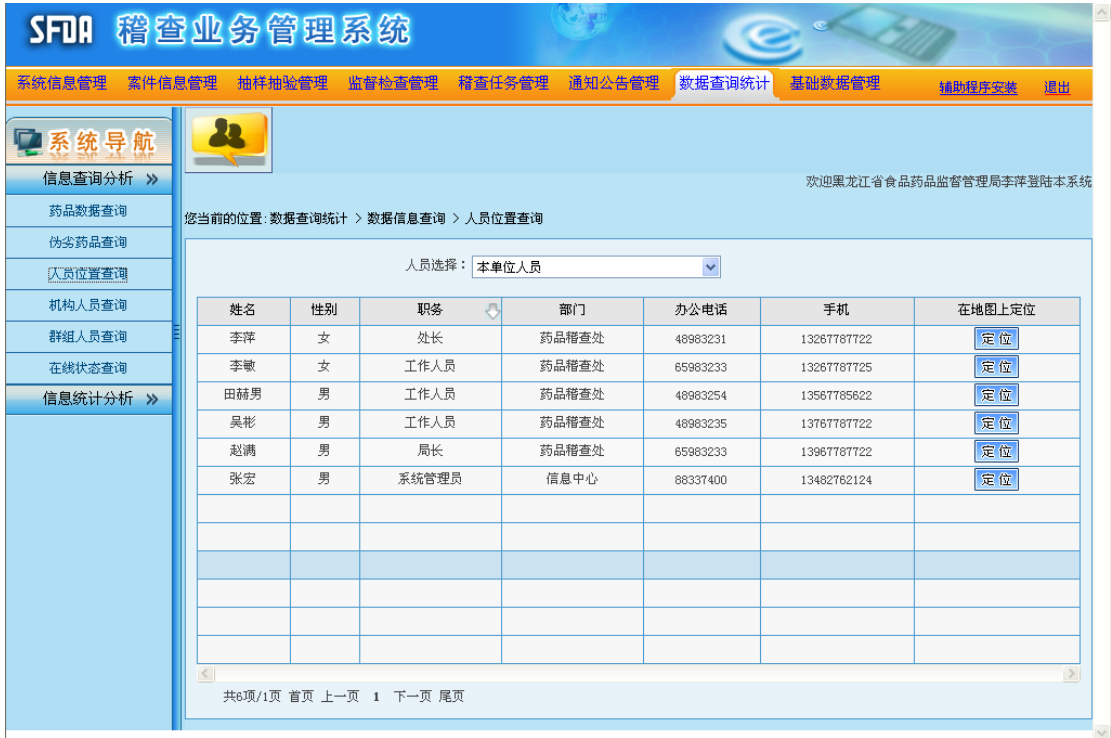 SFDA 稽查业务管理系统
系统信息管理 案件信息管理 抽样抽验管理 监督检查管理 稽查任务管理 通知公告管理 数据查询统计 基础数据管理 辅助程序安装 退出
系统导航
信息查询分析 »
药品数据查询
伪劣药品查询
人员位置查询
机构人员查询
群组人员查询
在线状态查询
信息统计分析 »
欢迎黑龙江省食品药品监督管理局李萍登陆本系统
您当前的位置:数据查询统计 > 数据信息查询 > 人员位置查询
人员选择: 本单位人员
姓名 性别 职务 部门 办公电话 手机 在地图上定位
李萍 女 处长 药品稽查处 48983231 13267787722 定位
李敏 女 工作人员 药品稽查处 65983233 13267787725 定位
田赫男 男 工作人员 药品稽查处 48983254 13567785622 定位
吴彬 男 工作人员 药品稽查处 48983235 13767787722 定位
赵满 男 局长 药品稽查处 65983233 13967787722 定位
张宏 男 系统管理员 信息中心 88337400 13482762124 定位
共6项/1页 首页 上一页 1 下一页 尾页